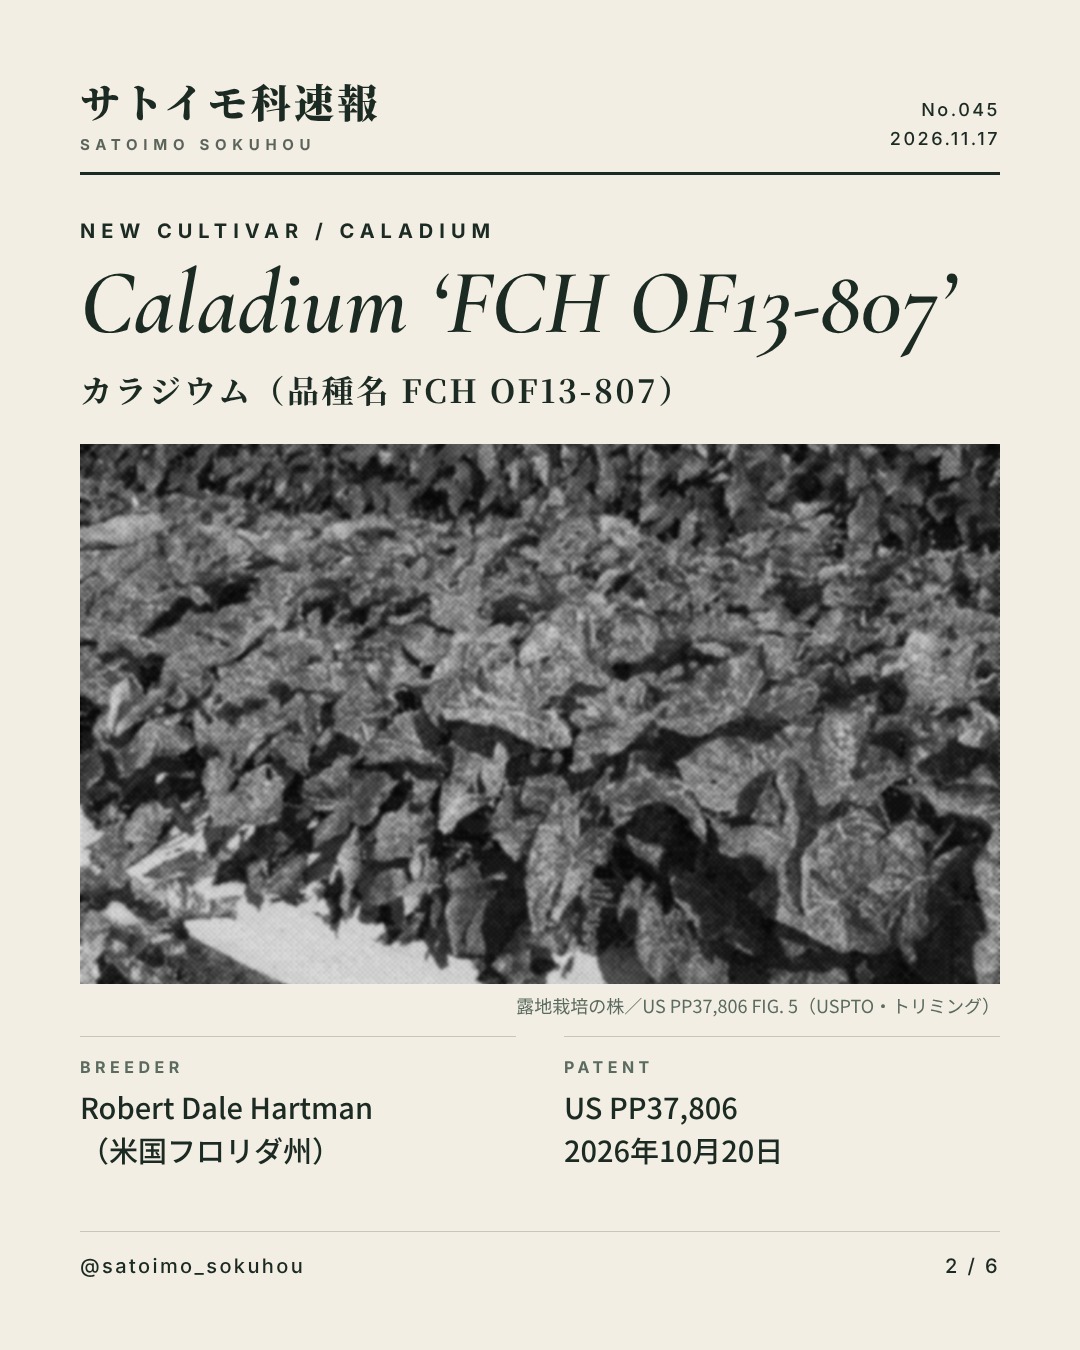 サトイモ科速報
SATOIMO SOKUHOU
No.045
2026.11.17
NEW CULTIVAR / CALADIUM
Caladium ‘FCH OF13-807’
カラジウム（品種名 FCH OF13-807）
露地栽培の株／US PP37,806 FIG. 5（USPTO・トリミング）
BREEDER
Robert Dale Hartman
（米国フロリダ州）
PATENT
US PP37,806
2026年10月20日
@satoimo_sokuhou
2 / 6